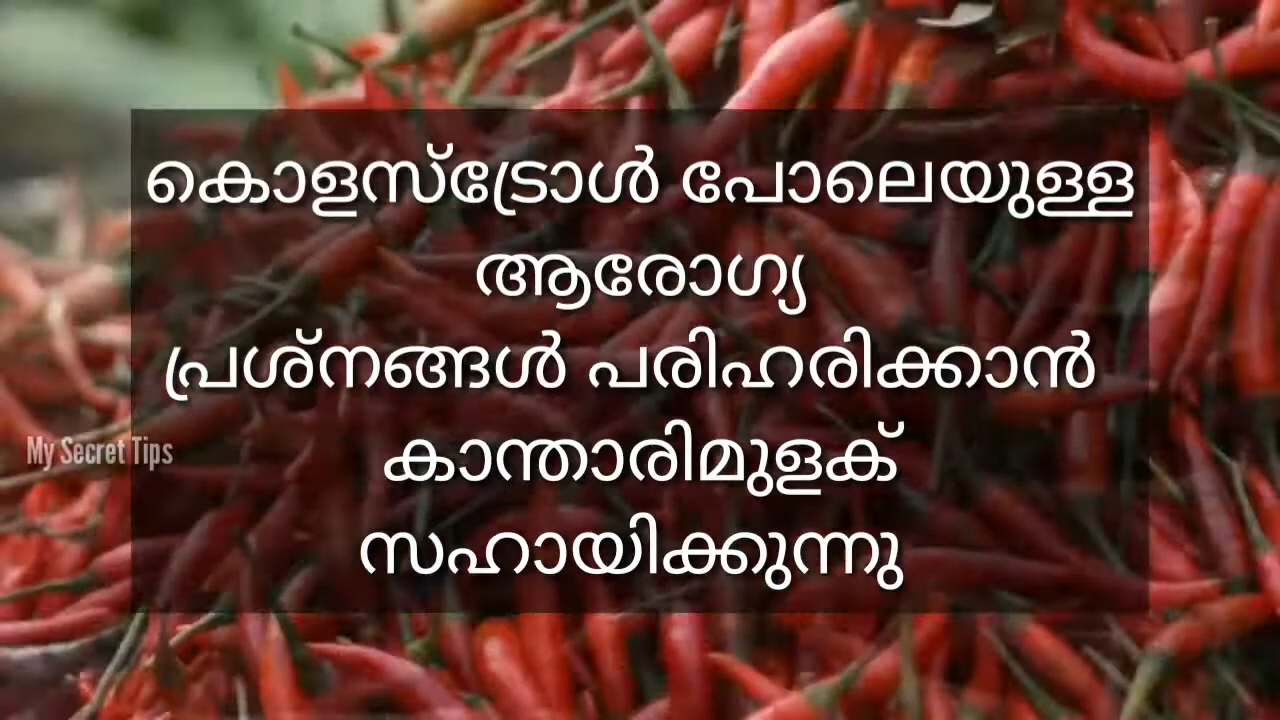 കൊളസ്ട്രോൾ പോലെയുള്ള
ആരോഗ്യ
പ്രശ്നങ്ങൾ പരിഹരിക്കാൻ
കാന്താരിമുളക്
സഹായിക്കുന്നു
My Secret Tips